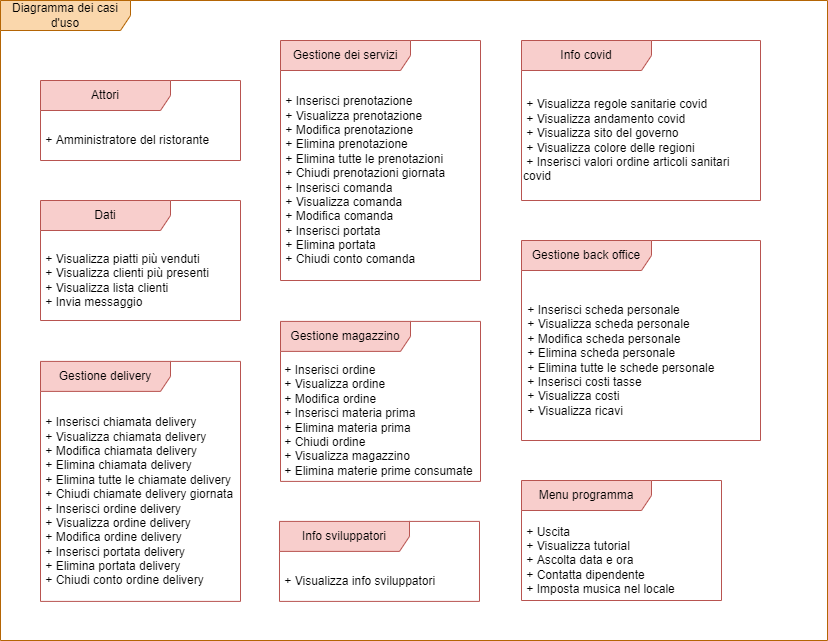 Diagramma dei casi
d'uso
Attori
+ Amministratore del ristorante
Dati
+ Visualizza piatti più venduti
+ Visualizza clienti più presenti
+ Visualizza lista clienti
+ Invia messaggio
Gestione delivery
+ Inserisci chiamata delivery
+ Visualizza chiamata delivery
+ Modifica chiamata delivery
+ Elimina chiamata delivery
+ Elimina tutte le chiamate delivery
+ Chiudi chiamate delivery giornata
+ Inserisci ordine delivery
+ Visualizza ordine delivery
+ Modifica ordine delivery
+ Inserisci portata delivery
+ Elimina portata delivery
+ Chiudi conto ordine delivery
Gestione dei servizi
+ Inserisci prenotazione
+ Visualizza prenotazione
+ Modifica prenotazione
+ Elimina prenotazione
+ Elimina tutte le prenotazioni
+ Chiudi prenotazioni giornata
+ Inserisci comanda
+ Visualizza comanda
+ Modifica comanda
+ Inserisci portata
+ Elimina portata
+ Chiudi conto comanda
Gestione magazzino
+ Inserisci ordine
+ Visualizza ordine
+ Modifica ordine
+ Inserisci materia prima
+ Elimina materia prima
+ Chiudi ordine
+ Visualizza magazzino
+ Elimina materie prime consumate
Info sviluppatori
+ Visualizza info sviluppatori
Info covid
+ Visualizza regole sanitarie covid
+ Visualizza andamento covid
+ Visualizza sito del governo
+ Visualizza colore delle regioni
+ Inserisci valori ordine articoli sanitari
covid
Gestione back office
+ Inserisci scheda personale
+ Visualizza scheda personale
+ Modifica scheda personale
+ Elimina scheda personale
+ Elimina tutte le schede personale
+ Inserisci costi tasse
+ Visualizza costi
+ Visualizza ricavi
Menu programma
+ Uscita
+ Visualizza tutorial
+ Ascolta data e ora
+ Contatta dipendente
+ Imposta musica nel locale